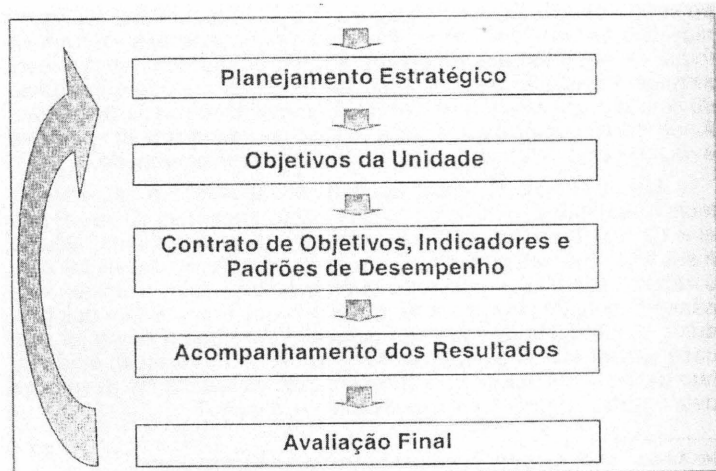 Planejamento Estratégico
Objetivos da Unidade
Contrato de Objetivos, Indicadores e
Padrões de Desempenho
Acompanhamento dos Resultados
Avaliação Final